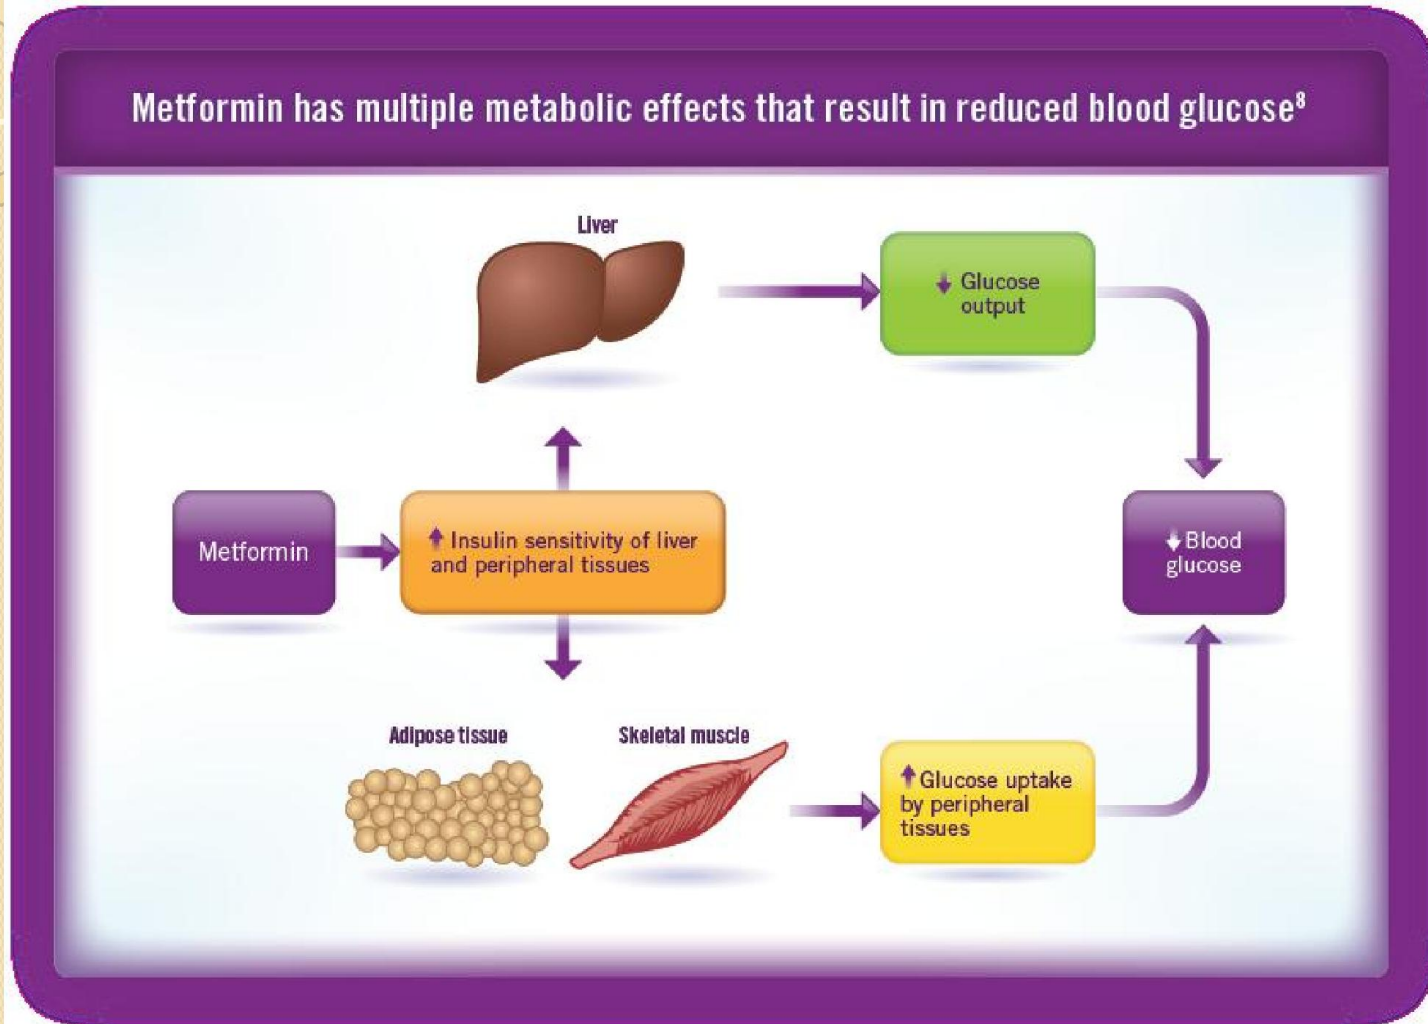 Metformin has multiple metabolic effects that result in reduced blood glucose⁸
Liver
↓ Glucose
output
Metformin
↑ Insulin sensitivity of liver
and peripheral tissues
↓ Blood
glucose
Adipose tissue
Skeletal muscle
↑ Glucose uptake
by peripheral
tissues